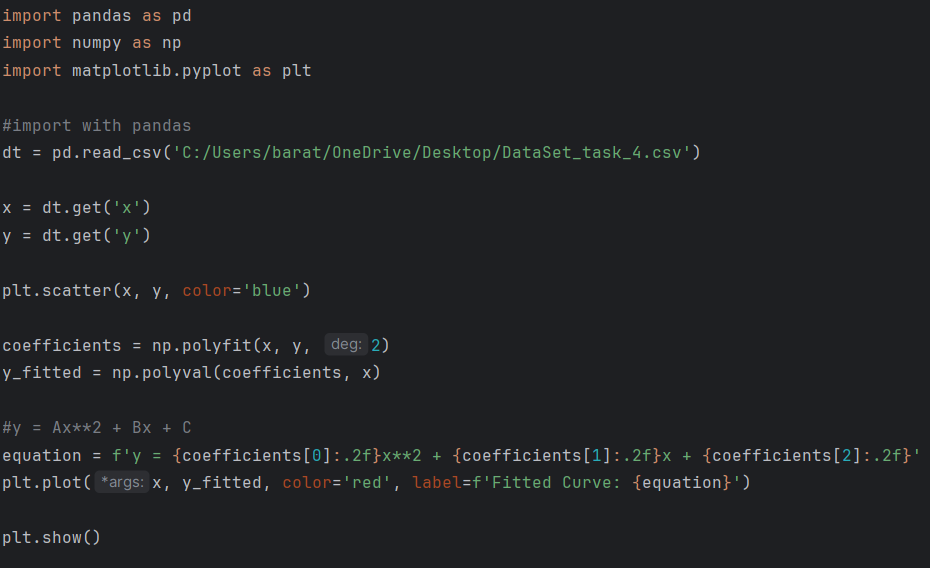 import pandas as pd
import numpy as np
import matplotlib.pyplot as plt
#import with pandas
dt = pd.read_csv('C:/Users/barat/OneDrive/Desktop/DataSet_task_4.csv')
x = dt.get('x')
y = dt.get('y')
plt.scatter(x, y, color='blue')
coefficients = np.polyfit(x, y, deg: 2)
y_fitted = np.polyval(coefficients, x)
#y = Ax**2 + Bx + C
equation = f'y = {coefficients[0]:.2f}x**2 + {coefficients[1]:.2f}x + {coefficients[2]:.2f}'
plt.plot( *args: x, y_fitted, color='red', label=f'Fitted Curve: {equation}')
plt.show()